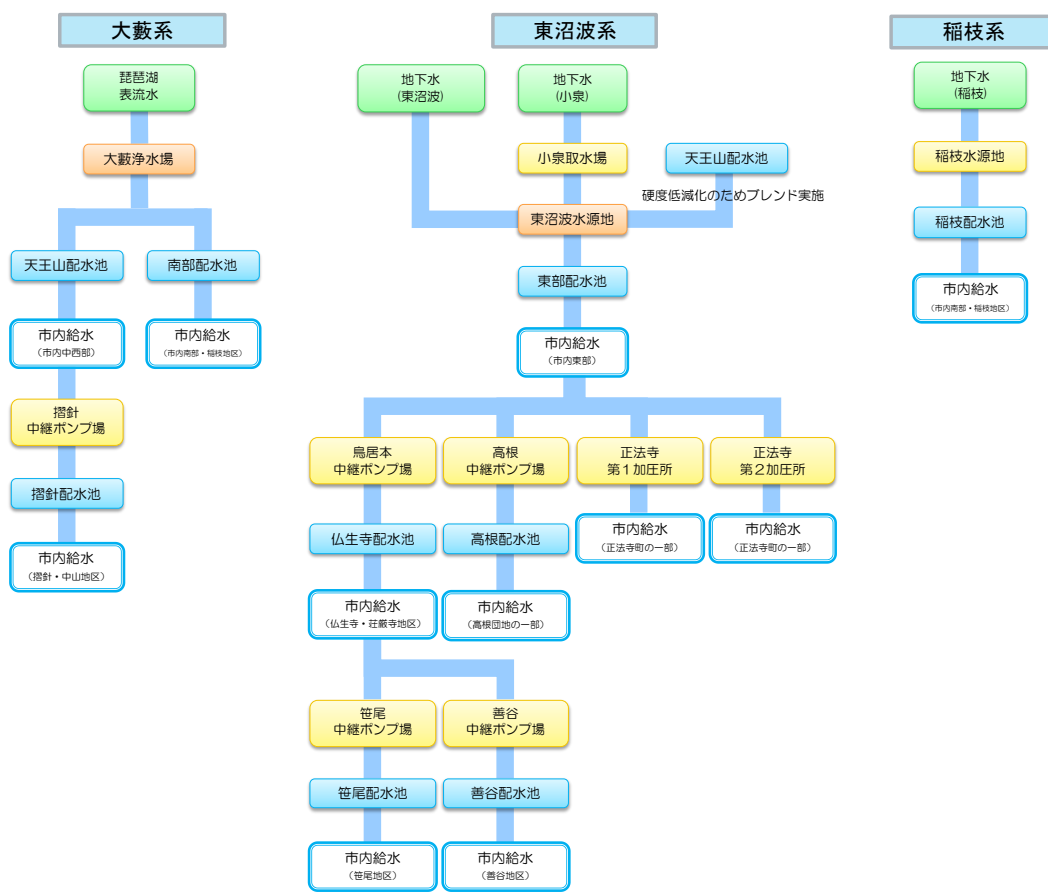 大藪系
琵琶湖
表流水
大藪浄水場
天王山配水池
南部配水池
市内給水
(市内中西部)
市内給水
(市内南部・稲枝地区)
摺針
中継ポンプ場
摺針配水池
市内給水
(摺針・中山地区)
東沼波系
地下水
(東沼波)
地下水
(小泉)
小泉取水場
天王山配水池
硬度低減化のためブレンド実施
東沼波水源地
東部配水池
市内給水
(市内東部)
鳥居本
中継ポンプ場
高根
中継ポンプ場
正法寺
第1加圧所
正法寺
第2加圧所
仏生寺配水池
高根配水池
市内給水
(正法寺町の一部)
市内給水
(正法寺町の一部)
市内給水
(仏生寺・荘厳寺地区)
市内給水
(高根団地の一部)
笹尾
中継ポンプ場
善谷
中継ポンプ場
笹尾配水池
善谷配水池
市内給水
(笹尾地区)
市内給水
(善谷地区)
稲枝系
地下水
(稲枝)
稲枝水源地
稲枝配水池
市内給水
(市内南部・稲枝地区)